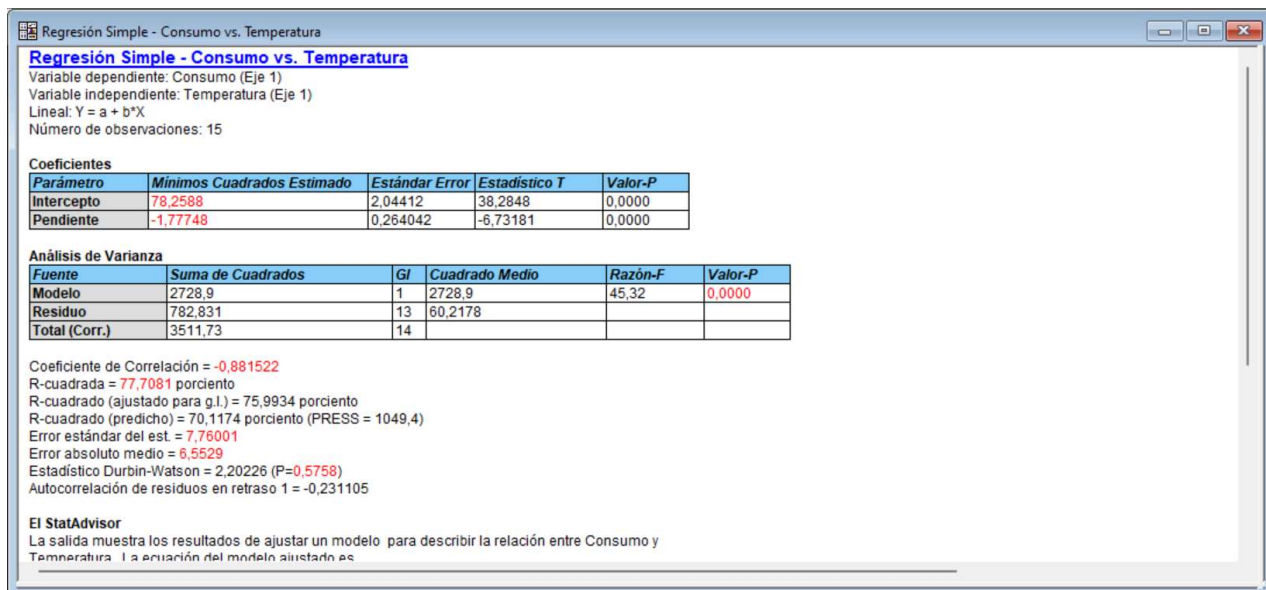 Regresión Simple - Consumo vs. Temperatura
Regresión Simple - Consumo vs. Temperatura
Variable dependiente: Consumo (Eje 1)
Variable independiente: Temperatura (Eje 1)
Lineal: Y = a + b*X
Número de observaciones: 15
Coeficientes
Parámetro Mínimos Cuadrados Estimado Estándar Error Estadístico T Valor-P
Intercepto 78,2588 2,04412 38,2848 0,0000
Pendiente -1,77748 0,264042 -6,73181 0,0000
Análisis de Varianza
Fuente Suma de Cuadrados Gl Cuadrado Medio Razón-F Valor-P
Modelo 2728,9 1 2728,9 45,32 0,0000
Residuo 782,831 13 60,2178
Total (Corr.) 3511,73 14
Coeficiente de Correlación = -0,881522
R-cuadrada = 77,7081 porciento
R-cuadrado (ajustado para g.l.) = 75,9934 porciento
R-cuadrado (predicho) = 70,1174 porciento (PRESS = 1049,4)
Error estándar del est. = 7,76001
Error absoluto medio = 6,5529
Estadístico Durbin-Watson = 2,20226 (P=0,5758)
Autocorrelación de residuos en retraso 1 = -0,231105
El StatAdvisor
La salida muestra los resultados de ajustar un modelo para describir la relación entre Consumo y
Temperatura. La ecuación del modelo ajustado es